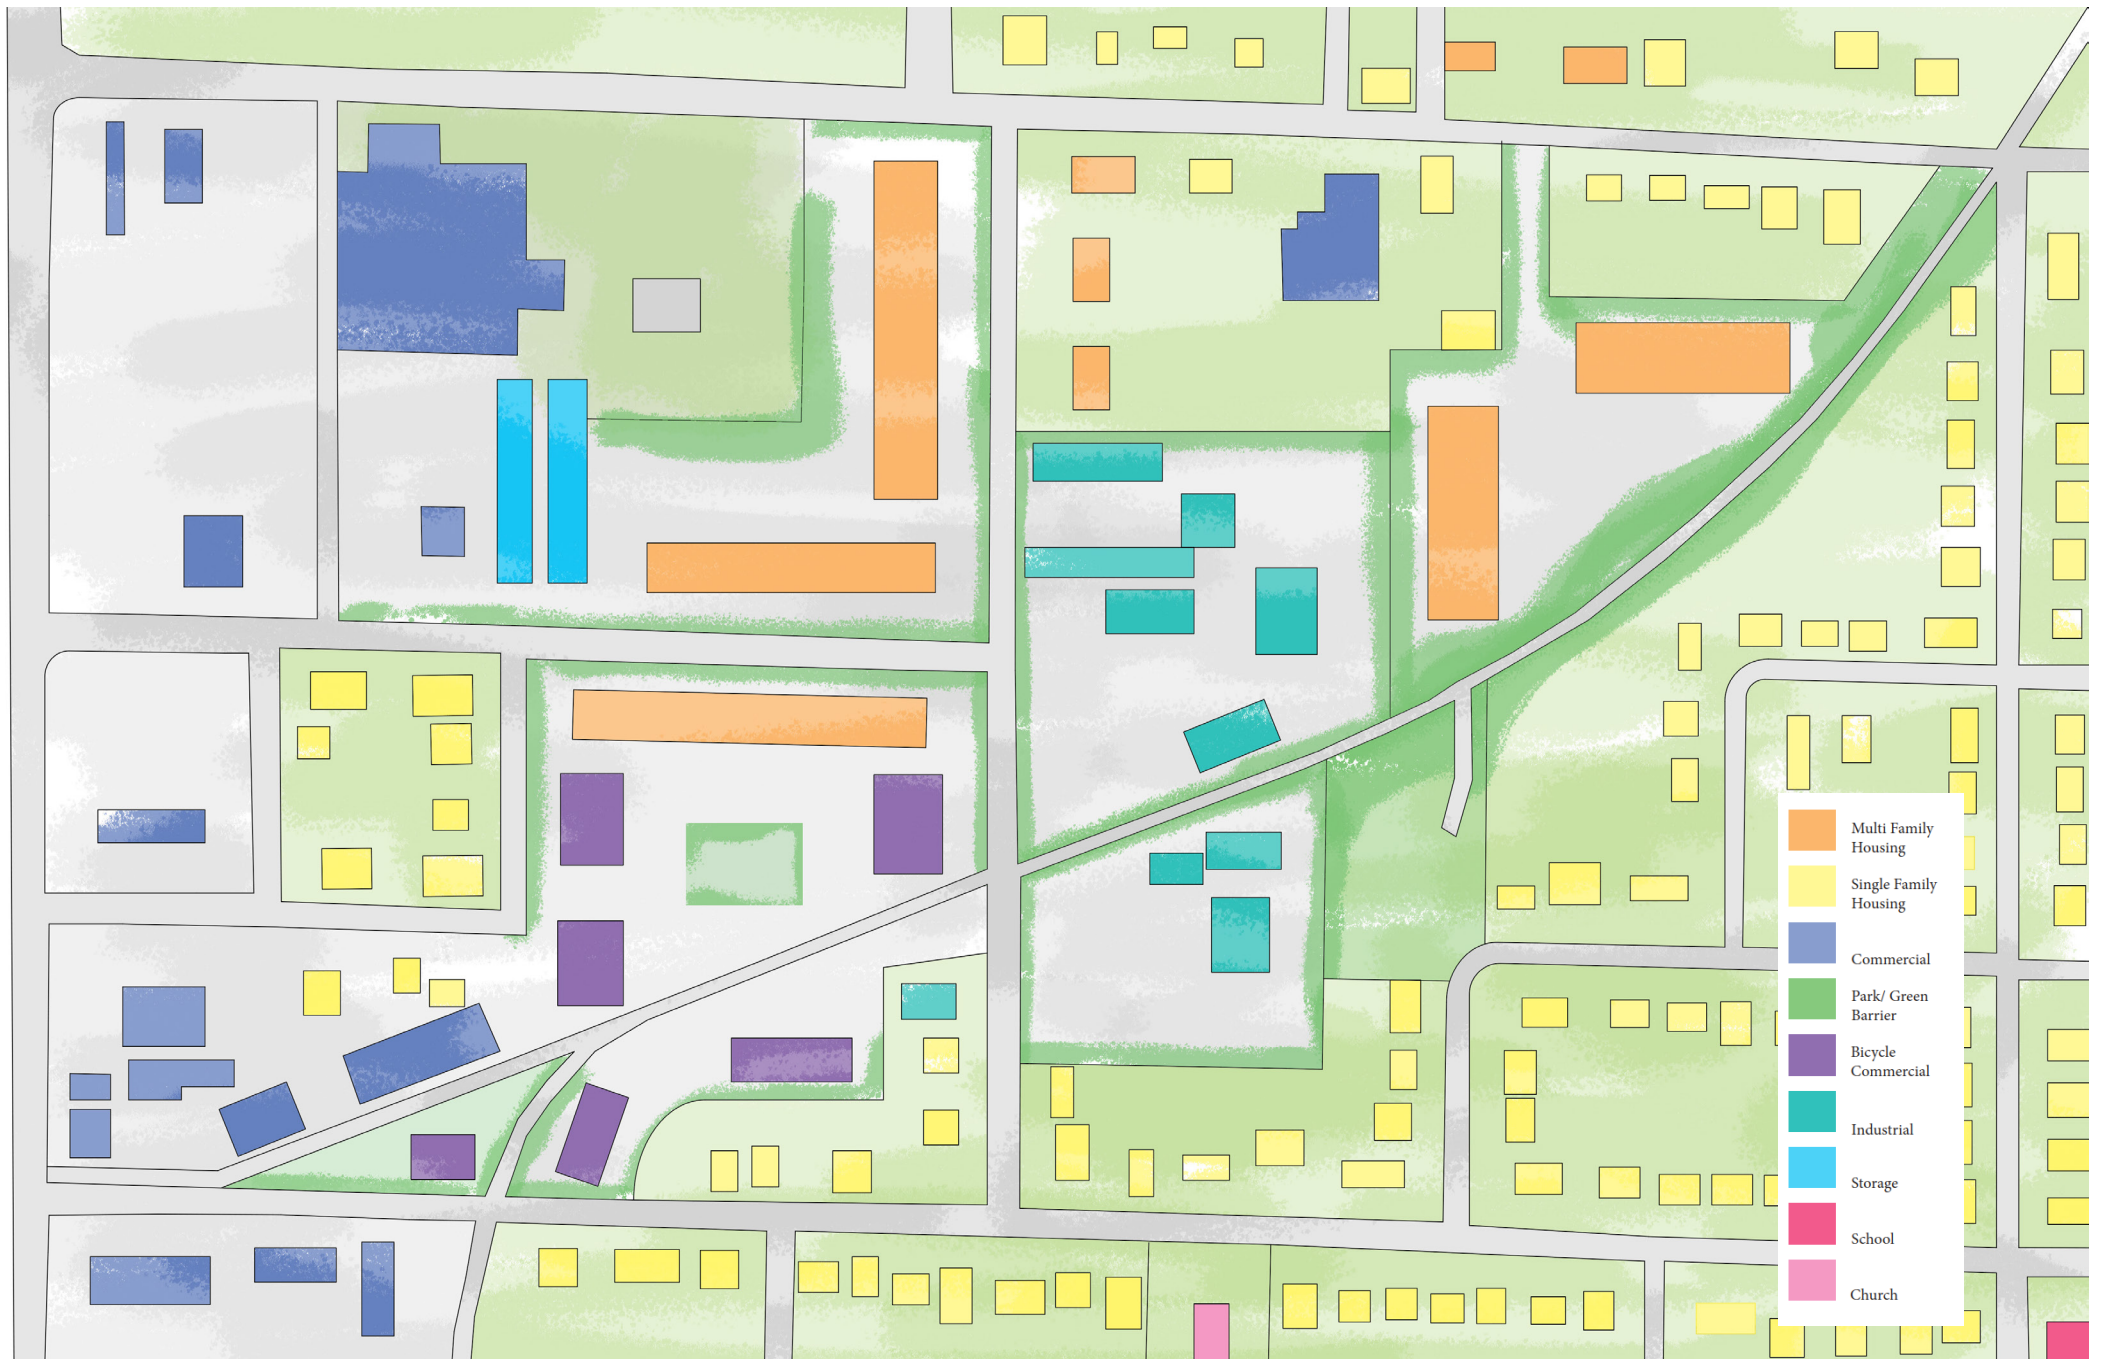 Multi Family
Housing
Single Family
Housing
Commercial
Park/ Green
Barrier
Bicycle
Commercial
Industrial
Storage
School
Church